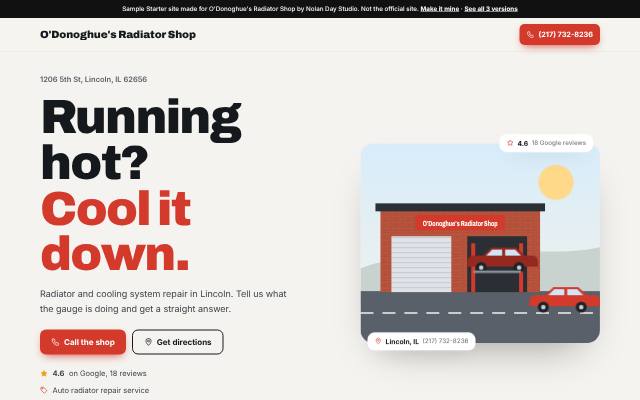 Sample Starter site made for O'Donoghue's Radiator Shop by Nolan Day Studio. Not the official site. Make it mine · See all 3 versions
O'Donoghue's Radiator Shop
(217) 732-8236
1206 5th St, Lincoln, IL 62656
Running
hot?
Cool it
down.
Radiator and cooling system repair in Lincoln. Tell us what
the gauge is doing and get a straight answer.
Call the shop
Get directions
4.6 on Google, 18 reviews
Auto radiator repair service
4.6 18 Google reviews
O'Donoghue's Radiator Shop
Lincoln, IL (217) 732-8236